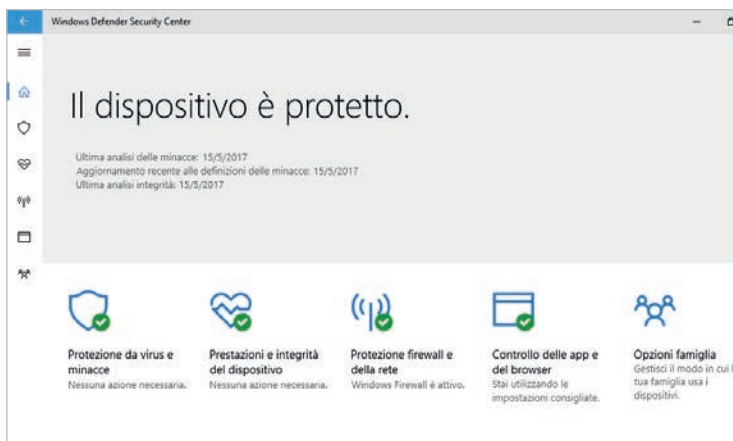 Windows Defender Security Center
Il dispositivo è protetto.
Ultima analisi delle minacce: 15/5/2017
Aggiornamento recente alle definizioni delle minacce: 15/5/2017
Ultima analisi integrità: 15/5/2017
Protezione da virus e
minacce
Nessuna azione necessaria.
Prestazioni e integrità
del dispositivo
Nessuna azione necessaria.
Protezione firewall e
della rete
Windows Firewall è attivo.
Controllo delle app e
del browser
Stai utilizzando le
impostazioni consigliate.
Opzioni famiglia
Gestisci il modo in cui
tua famiglia usa i
dispositivi.